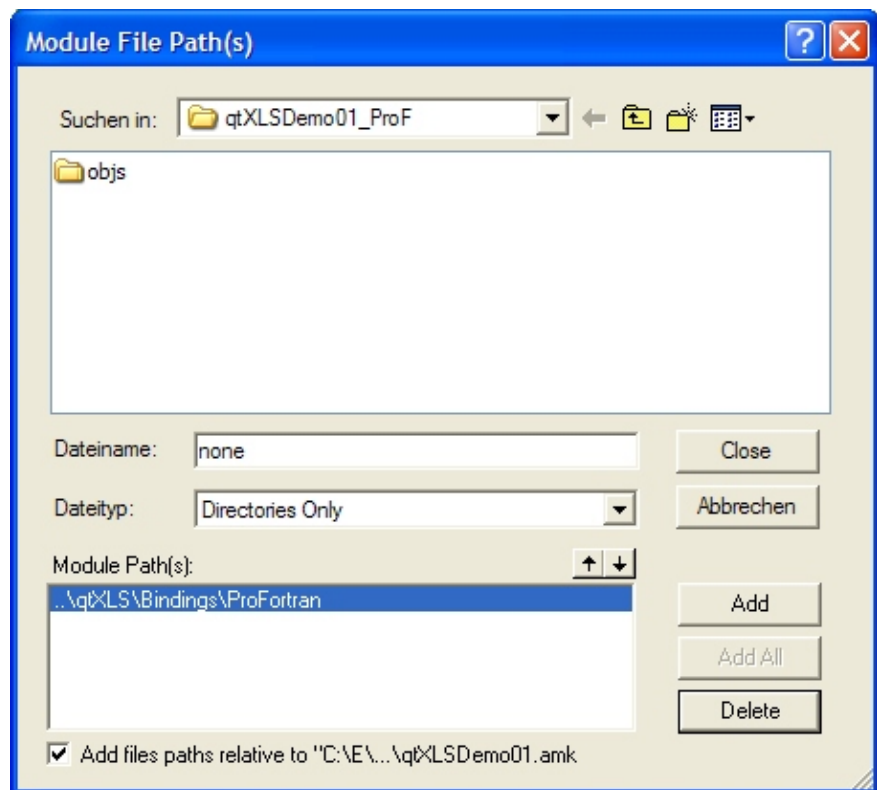 Module File Path(s)
Suchen in: qtXLSDemo01_ProF
objs
Dateiname: none Close
Dateityp: Directories Only Abbrechen
Module Path(s):
..\qtXLS\Bindings\ProFortran Add
Add All
Delete
Add files paths relative to "C:\E\...\qtXLSDemo01.amk